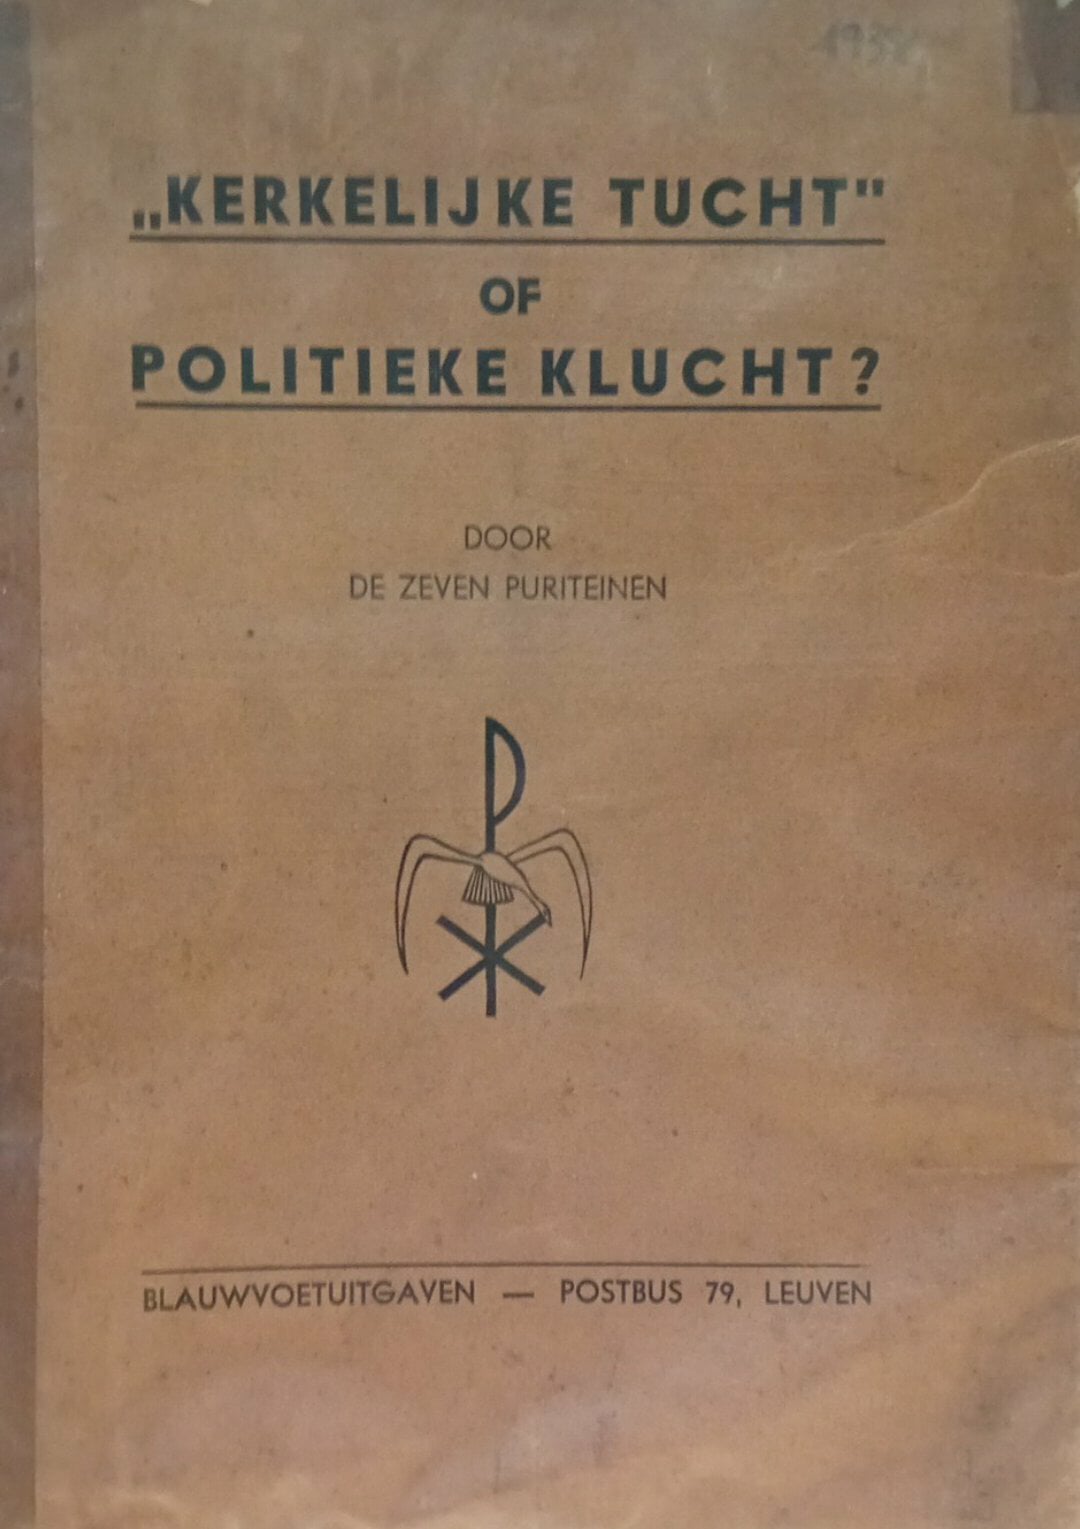 „KERKELIJKE TUCHT"
OF
POLITIEKE KLUCHT?
DOOR
DE ZEVEN PURITEINEN
BLAUWVOETUITGAVEN — POSTBUS 79, LEUVEN